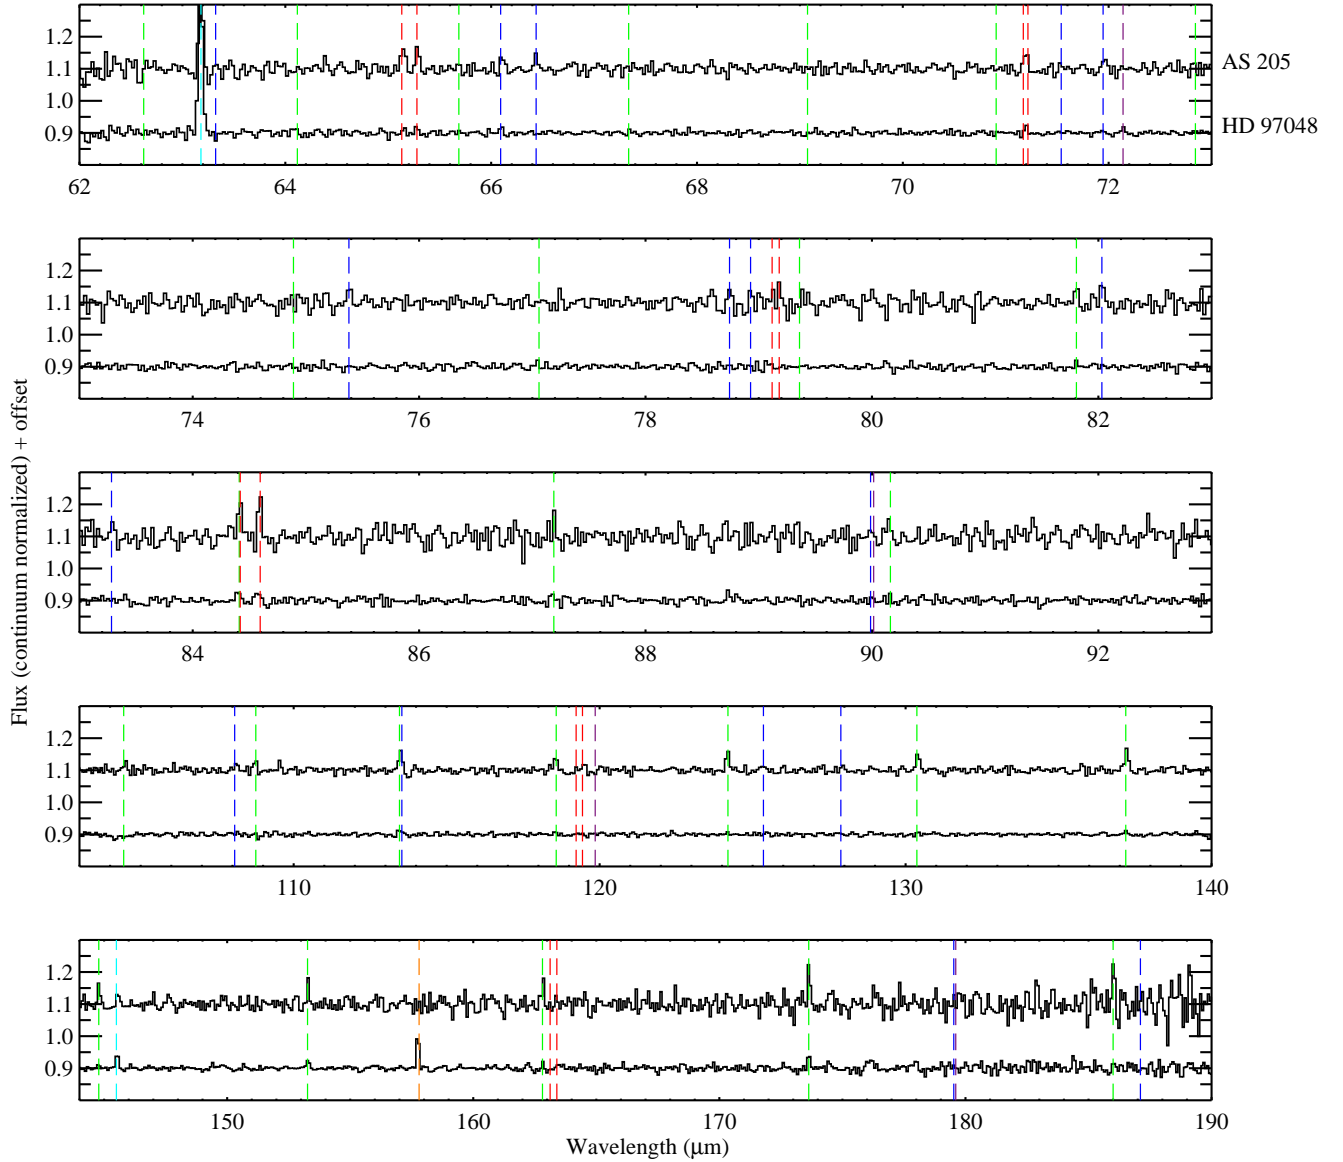 1.2
1.1
1.0
0.9
AS 205
HD 97048
62 64 66 68 70 72
1.2
1.1
1.0
0.9
74 76 78 80 82
1.2
1.1
1.0
0.9
84 86 88 90 92
Flux (continuum normalized) + offset
1.2
1.1
1.0
0.9
110 120 130 140
1.2
1.1
1.0
0.9
150 160 170 180 190
Wavelength (μm)